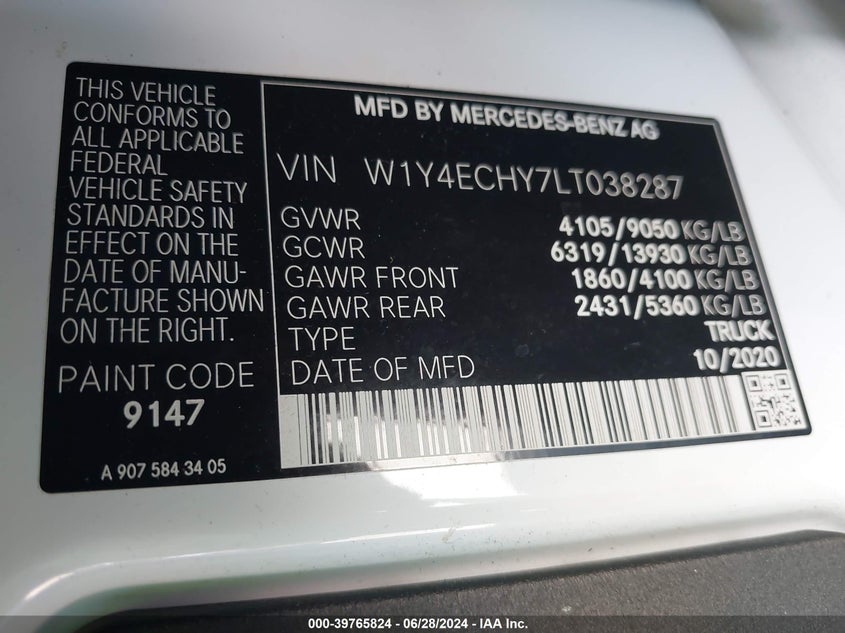 THIS VEHICLE
CONFORMS TO
ALL APPLICABLE
FEDERAL
VEHICLE SAFETY
STANDARDS IN
EFFECT ON THE
DATE OF MANU-
FACTURE SHOWN
ON THE RIGHT.
PAINT CODE
9147
A 907 584 34 05
MFD BY MERCEDES-BENZ AG
VIN W1Y4ECHY7LT038287
GVWR 4105/9050 KG/LB
GCWR 6319/13930 KG/LB
GAWR FRONT 1860/4100 KG/LB
GAWR REAR 2431/5360 KG/LB
TYPE TRUCK
DATE OF MFD 10/2020
000-39765824 / 06/28/2024 - IAA Inc.